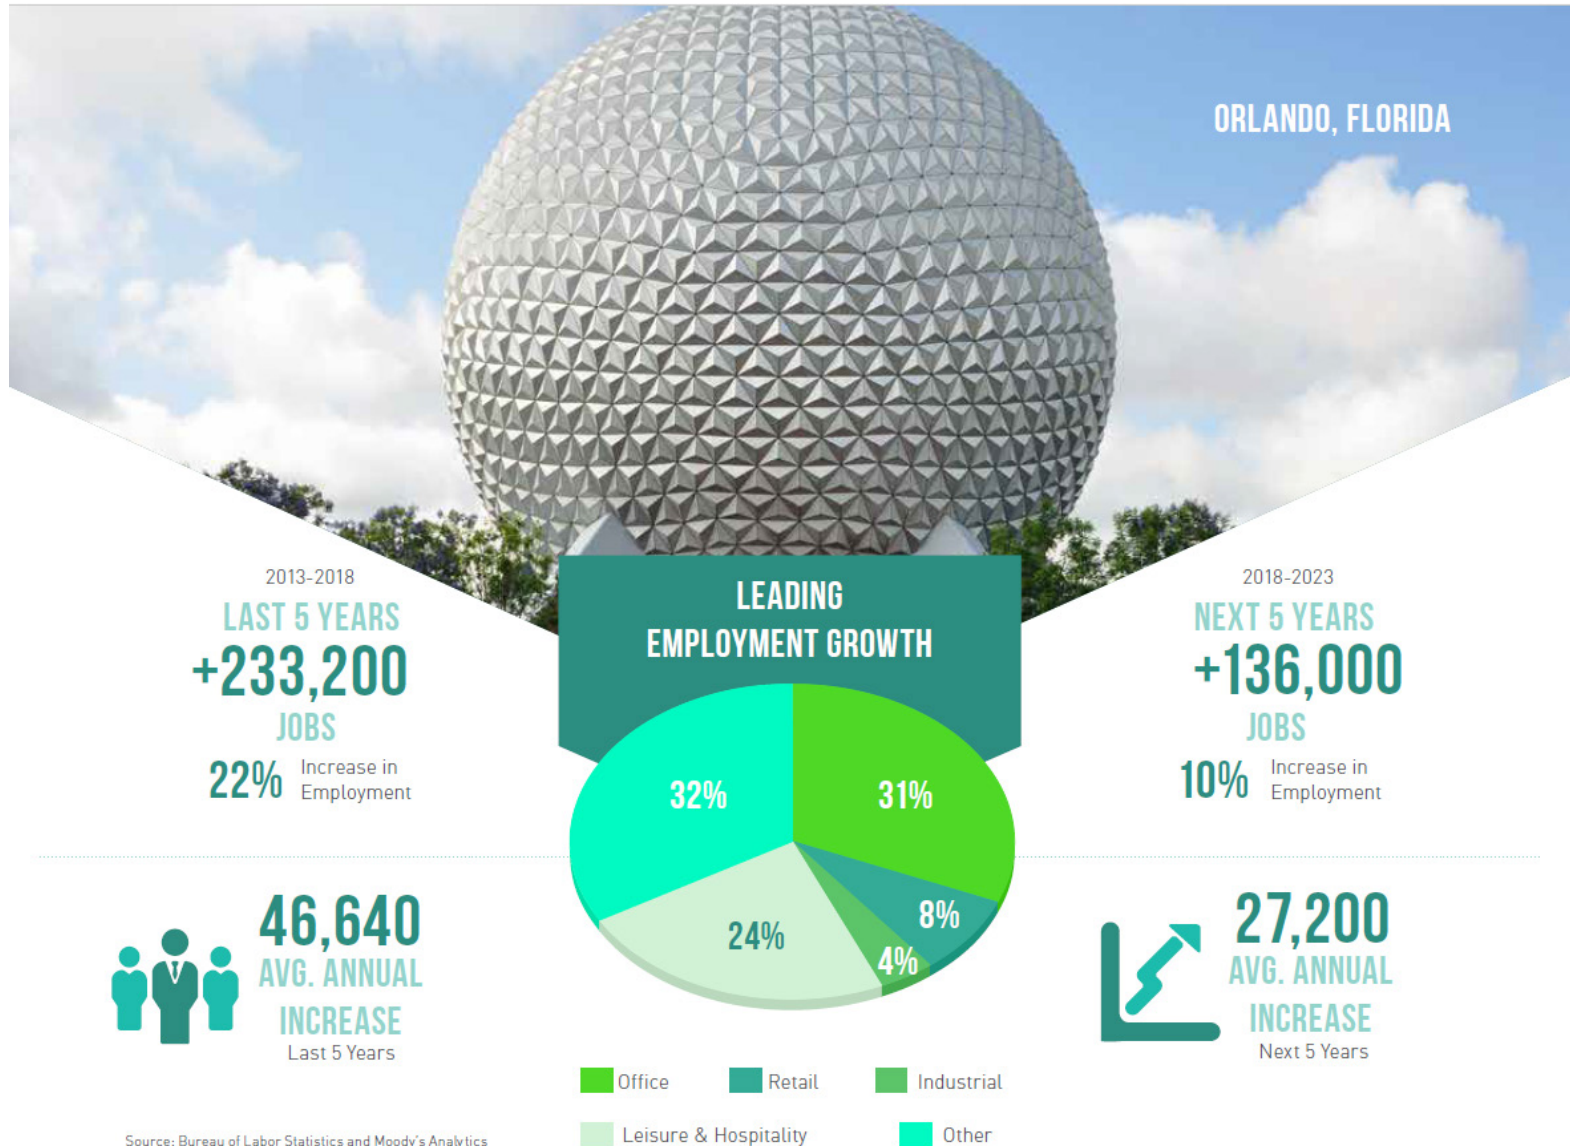 ORLANDO, FLORIDA
2013-2018
LAST 5 YEARS
+233,200
JOBS
22% Increase in
Employment
LEADING
EMPLOYMENT GROWTH
2018-2023
NEXT 5 YEARS
+136,000
JOBS
10% Increase in
Employment
32%
31%
8%
4%
24%
46,640
AVG. ANNUAL
INCREASE
Last 5 Years
27,200
AVG. ANNUAL
INCREASE
Next 5 Years
Office
Retail
Industrial
Leisure & Hospitality
Other
Source: Bureau of Labor Statistics and Moody's Analytics